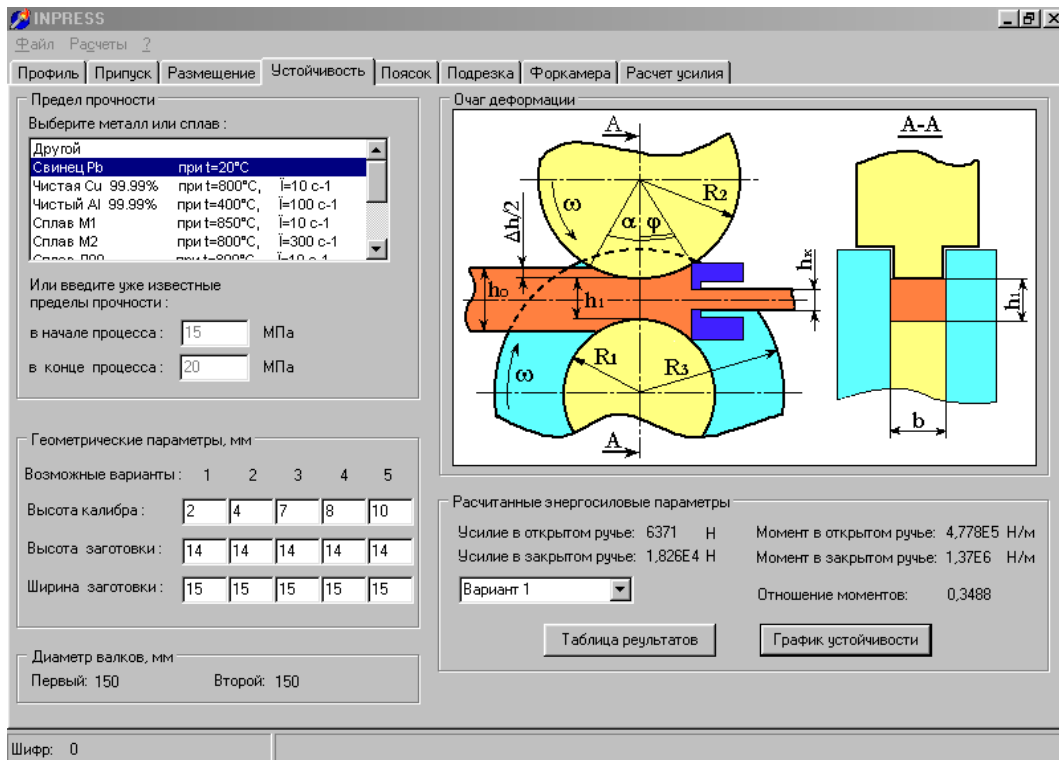 INPRESS
Файл Расчеты ?
Профиль Припуск Размещение Устойчивость Поясок Подрезка Форкамера Расчет усилия
Предел прочности
Выберите металл или сплав :
Другой
Свинец Pb при t=20°C
Чистая Cu 99.99% при t=800°C, Ï=10 с-1
Чистый Al 99.99% при t=400°C, Ï=100 с-1
Сплав М1 при t=850°C, Ï=10 с-1
Сплав М2 при t=800°C, Ï=300 с-1
Или введите уже известные
пределы прочности :
в начале процесса : 15 МПа
в конце процесса : 20 МПа
Геометрические параметры, мм
Возможные варианты : 1 2 3 4 5
Высота калибра : 2 4 7 8 10
Высота заготовки : 14 14 14 14 14
Ширина заготовки : 15 15 15 15 15
Диаметр валков, мм
Первый: 150 Второй: 150
Очаг деформации
A A-A
R2
ω α φ
Δh/2
h0 h1 hк h1
R1 R3
ω
b
A
Расчитанные энергосиловые параметры
Усилие в открытом ручье: 6371 Н Момент в открытом ручье: 4,778E5 Н/м
Усилие в закрытом ручье: 1,826E4 Н Момент в закрытом ручье: 1,37E6 Н/м
Вариант 1 Отношение моментов: 0,3488
Таблица реультатов График устойчивости
Шифр: 0